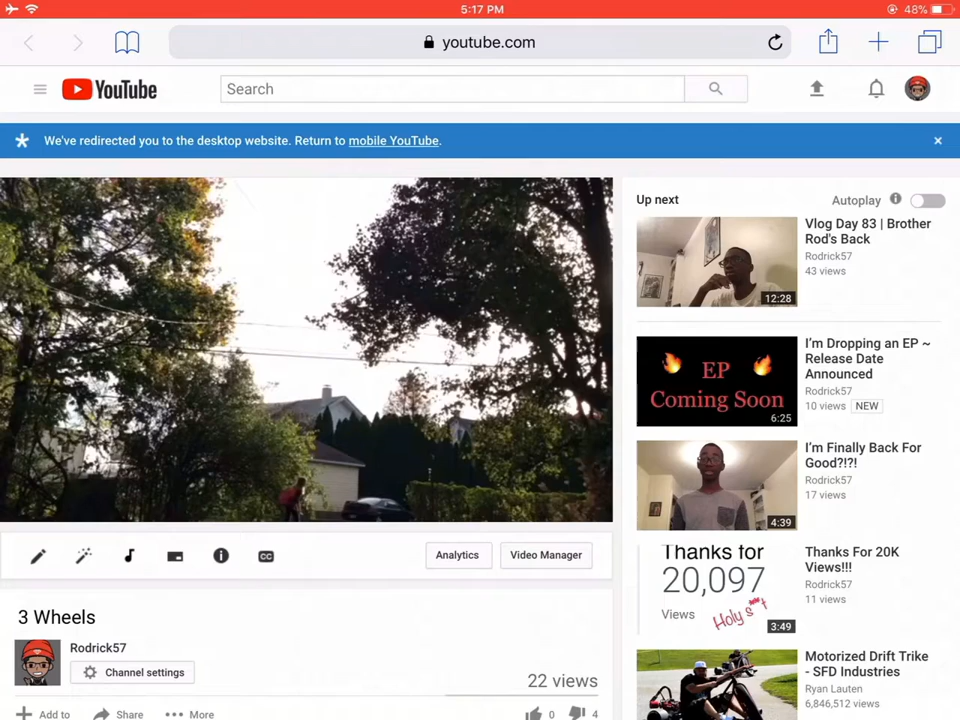 5:17 PM
48%
youtube.com
YouTube
Search
We've redirected you to the desktop website. Return to mobile YouTube.
Up next
Autoplay
12:28
Vlog Day 83 | Brother
Rod's Back
Rodrick57
43 views
EP
Coming Soon
6:25
I'm Dropping an EP ~
Release Date
Announced
Rodrick57
10 views NEW
4:39
I'm Finally Back For
Good?!?!
Rodrick57
17 views
Thanks for
20,097
Views
Holy s**t
3:49
Thanks For 20K
Views!!!
Rodrick57
11 views
Motorized Drift Trike
- SFD Industries
Ryan Lauten
6,846,512 views
CC
Analytics
Video Manager
3 Wheels
Rodrick57
Channel settings
22 views
Add to
Share
More
0
4